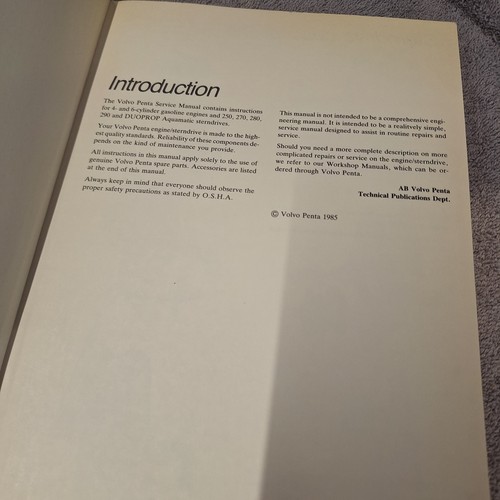 Introduction
The Volvo Penta Service Manual contains instructions
for 4- and 6-cylinder gasoline engines and 250, 270, 280,
290 and DUOPROP Aquamatic sterndrives.
Your Volvo Penta engine/sterndrive is made to the high-
est quality standards. Reliability of these components de-
pends on the kind of maintenance you provide.
All instructions in this manual apply solely to the use of
genuine Volvo Penta spare parts. Accessories are listed
at the end of this manual.
Always keep in mind that everyone should observe the
proper safety precautions as stated by O.S.H.A.
This manual is not intended to be a comprehensive engi-
neering manual. It is intended to be a realtively simple,
service manual designed to assist in routine repairs and
service.
Should you need a more complete description on more
complicated repairs or service on the engine/sterndrive,
we refer to our Workshop Manuals, which can be or-
dered through Volvo Penta.
AB Volvo Penta
Technical Publications Dept.
© Volvo Penta 1985